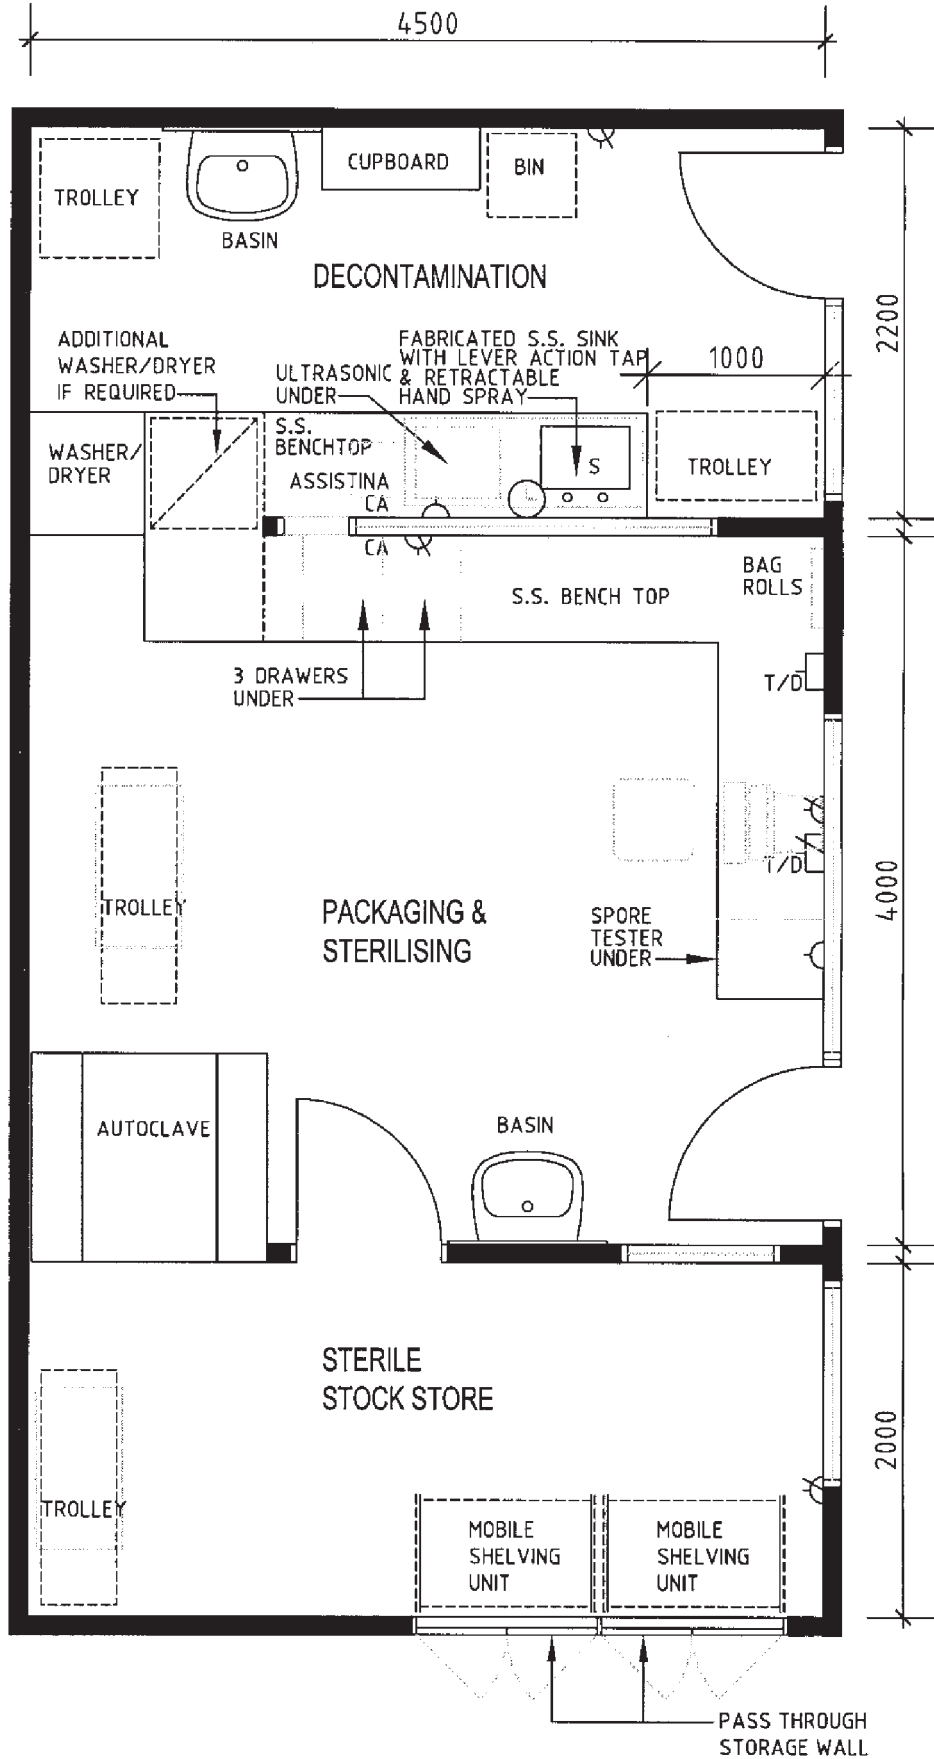 4500
TROLLEY
CUPBOARD
BIN
BASIN
DECONTAMINATION
2200
ADDITIONAL
WASHER/DRYER
IF REQUIRED
ULTRASONIC
UNDER
FABRICATED S.S. SINK
WITH LEVER ACTION TAP
& RETRACTABLE
HAND SPRAY
1000
WASHER/
DRYER
S.S.
BENCHTOP
ASSISTINA
CA
S
TROLLEY
CA
S.S. BENCH TOP
BAG
ROLLS
3 DRAWERS
UNDER
T/D
T/D
TROLLEY
PACKAGING &
STERILISING
SPORE
TESTER
UNDER
4000
AUTOCLAVE
BASIN
STERILE
STOCK STORE
2000
TROLLEY
MOBILE
SHELVING
UNIT
MOBILE
SHELVING
UNIT
PASS THROUGH
STORAGE WALL